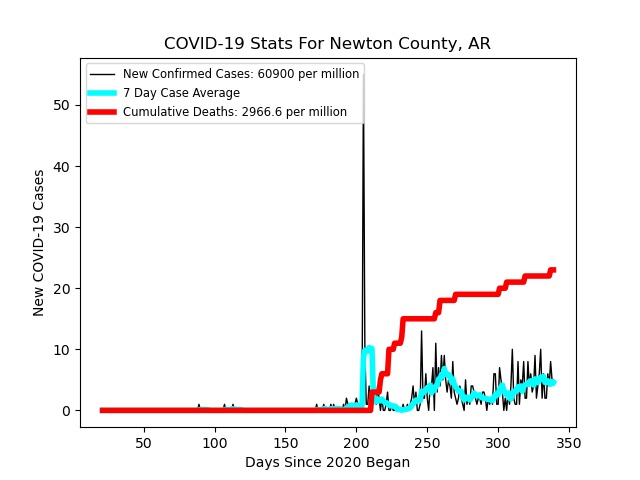 COVID-19 Stats For Newton County, AR
New Confirmed Cases: 60900 per million
7 Day Case Average
Cumulative Deaths: 2966.6 per million
New COVID-19 Cases
50
40
30
20
10
0
50 100 150 200 250 300 350
Days Since 2020 Began